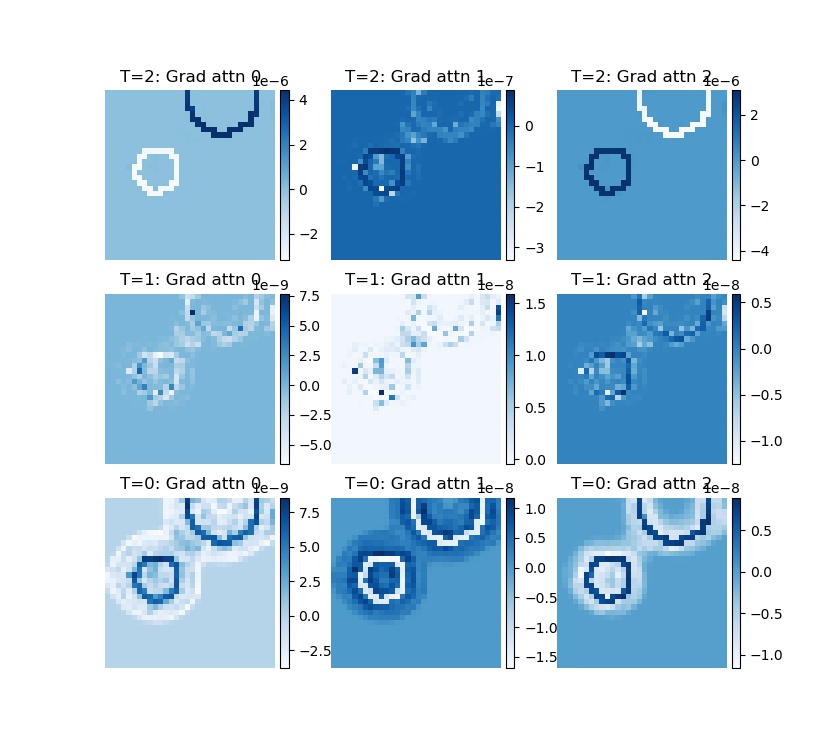 T=2: Grad attn 0
1e−6
T=2: Grad attn 1
1e−7
T=2: Grad attn 2
1e−6
4
2
0
−2
0
−1
−2
−3
2
0
−2
−4
T=1: Grad attn 0
1e−9
T=1: Grad attn 1
1e−8
T=1: Grad attn 2
1e−8
7.5
5.0
2.5
0.0
−2.5
−5.0
1.5
1.0
0.5
0.0
0.5
0.0
−0.5
−1.0
T=0: Grad attn 0
1e−9
T=0: Grad attn 1
1e−8
T=0: Grad attn 2
1e−8
7.5
5.0
2.5
0.0
−2.5
1.0
0.5
0.0
−0.5
−1.0
−1.5
0.5
0.0
−0.5
−1.0